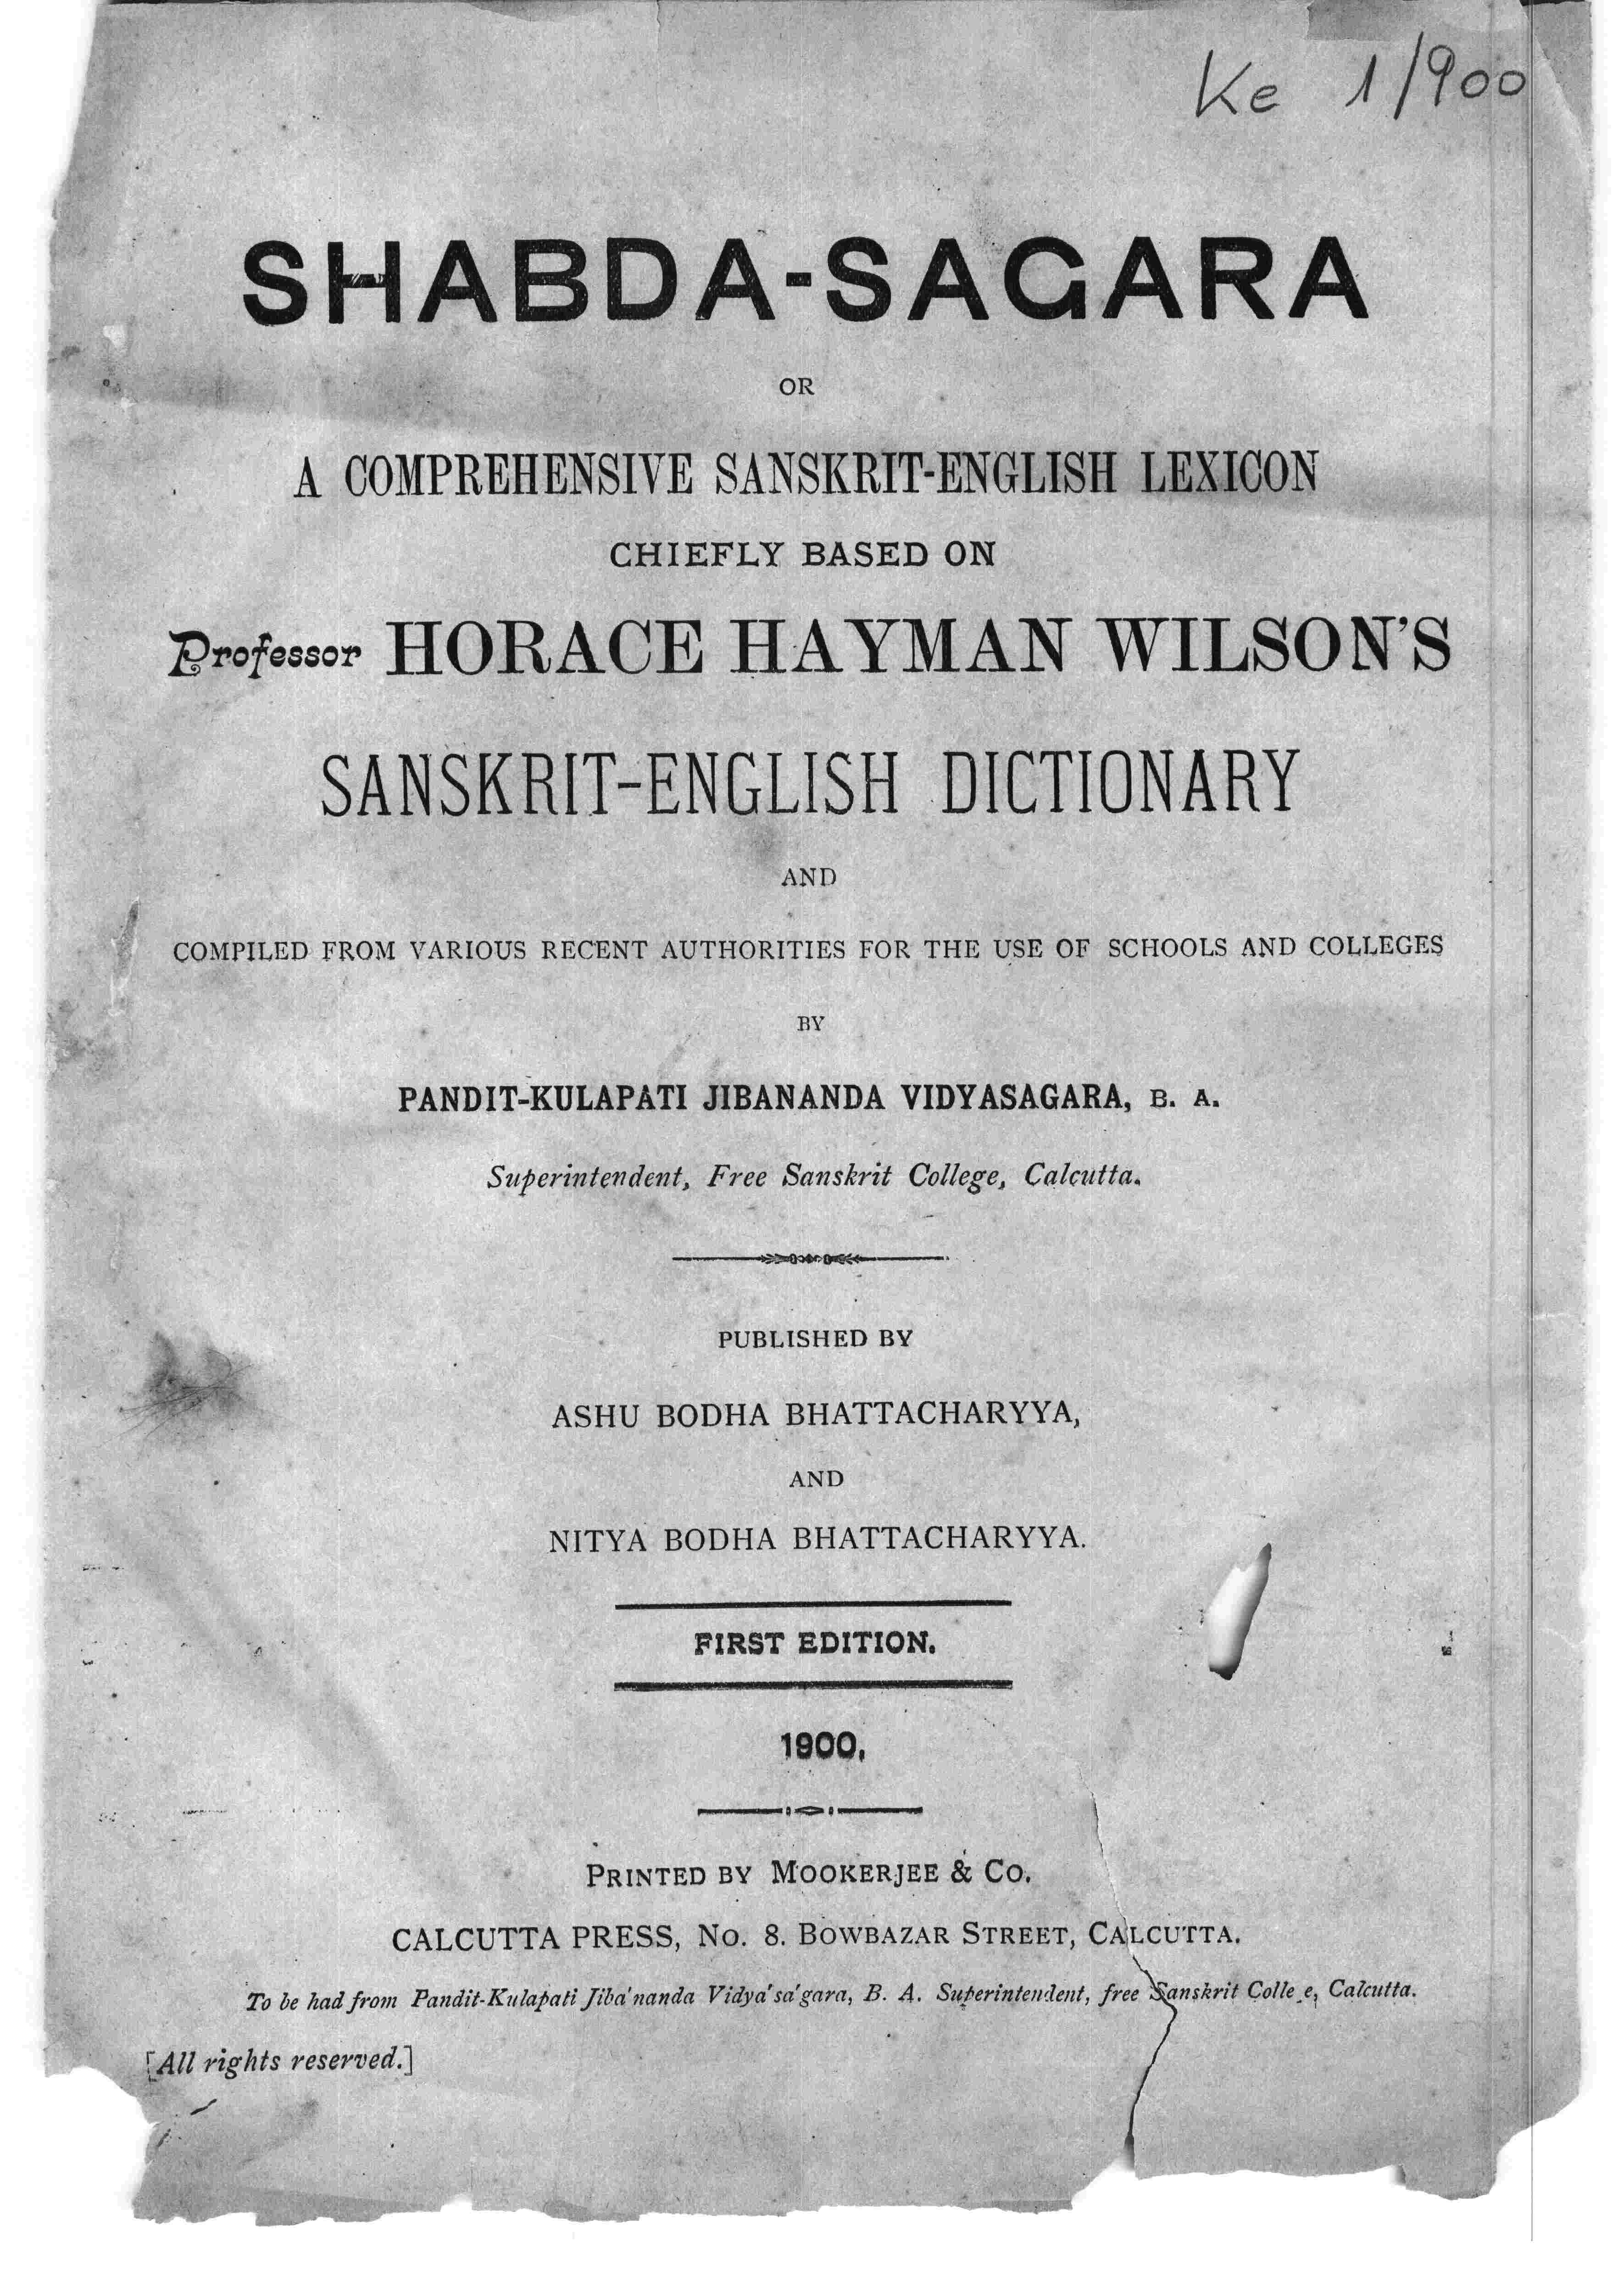 Ke 1/900
SHABDA-SAGARA
OR
A COMPREHENSIVE SANSKRIT-ENGLISH LEXICON
CHIEFLY BASED ON
Professor HORACE HAYMAN WILSON'S
SANSKRIT-ENGLISH DICTIONARY
AND
COMPILED FROM VARIOUS RECENT AUTHORITIES FOR THE USE OF SCHOOLS AND COLLEGES
BY
PANDIT-KULAPATI JIBANANDA VIDYASAGARA, B. A.
Superintendent, Free Sanskrit College, Calcutta.
PUBLISHED BY
ASHU BODHA BHATTACHARYYA,
AND
NITYA BODHA BHATTACHARYYA.
FIRST EDITION.
1900.
PRINTED BY MOOKERJEE & CO.
CALCUTTA PRESS, NO. 8. BOWBAZAR STREET, CALCUTTA.
To be had from Pandit-Kulapati Jiba'nanda Vidya'sa'gara, B. A. Superintendent, free Sanskrit Colle e, Calcutta.
[All rights reserved.]